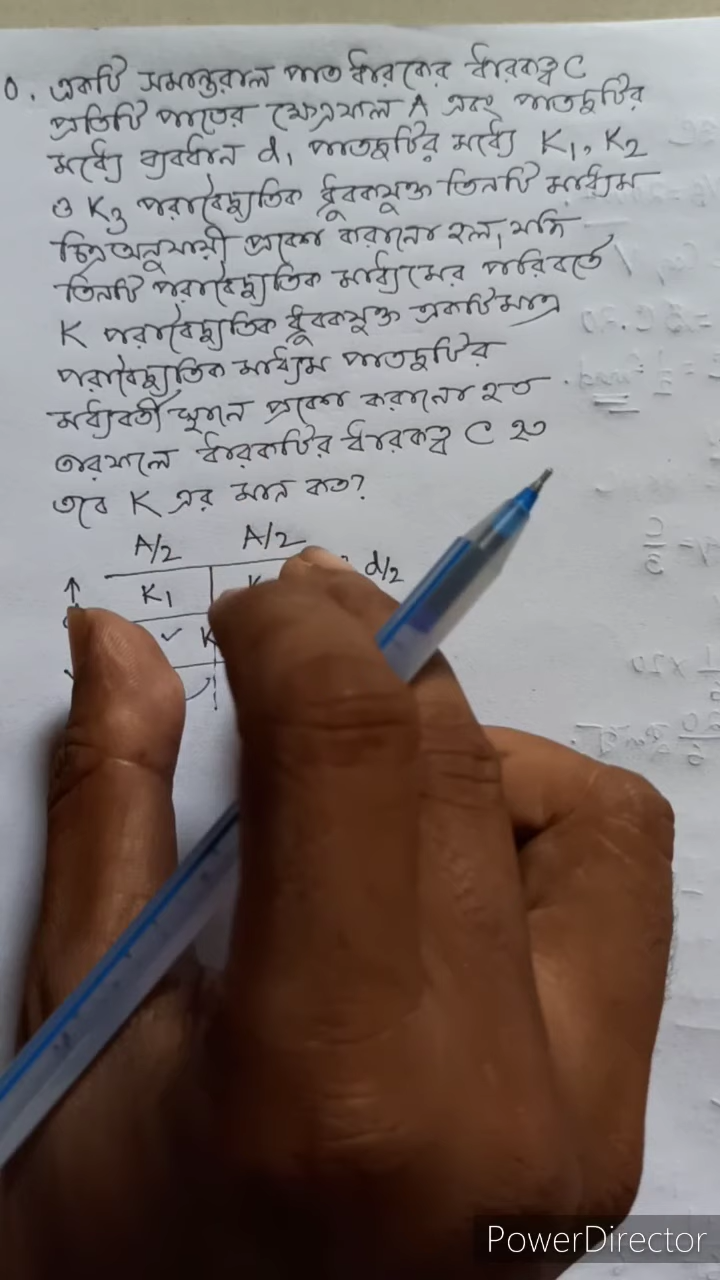 0. একটি সমান্তরাল পাত ধারকের ধারকত্ব C
প্রতিটি পাতের ক্ষেত্রফল A এবং পাতদুটির
মধ্যে ব্যবধান d, পাতদুটির মধ্যে K₁, K₂
ও K₃ পরাবৈদ্যুতিক ধ্রুবকযুক্ত তিনটি মাধ্যম
চিত্রঅনুযায়ী প্রবেশ করানো হল, যদি
তিনটি পরাবৈদ্যুতিক মাধ্যমের পরিবর্তে
K পরাবৈদ্যুতিক ধ্রুবকযুক্ত একটিমাত্র
পরাবৈদ্যুতিক মাধ্যম পাতদুটির
মধ্যবর্তী স্থানে প্রবেশ করানো হত
তারফলে ধারকটির ধারকত্ব C হত
তবে K এর মান কত?
A/2 A/2
K₁ K d/2
K
PowerDirector